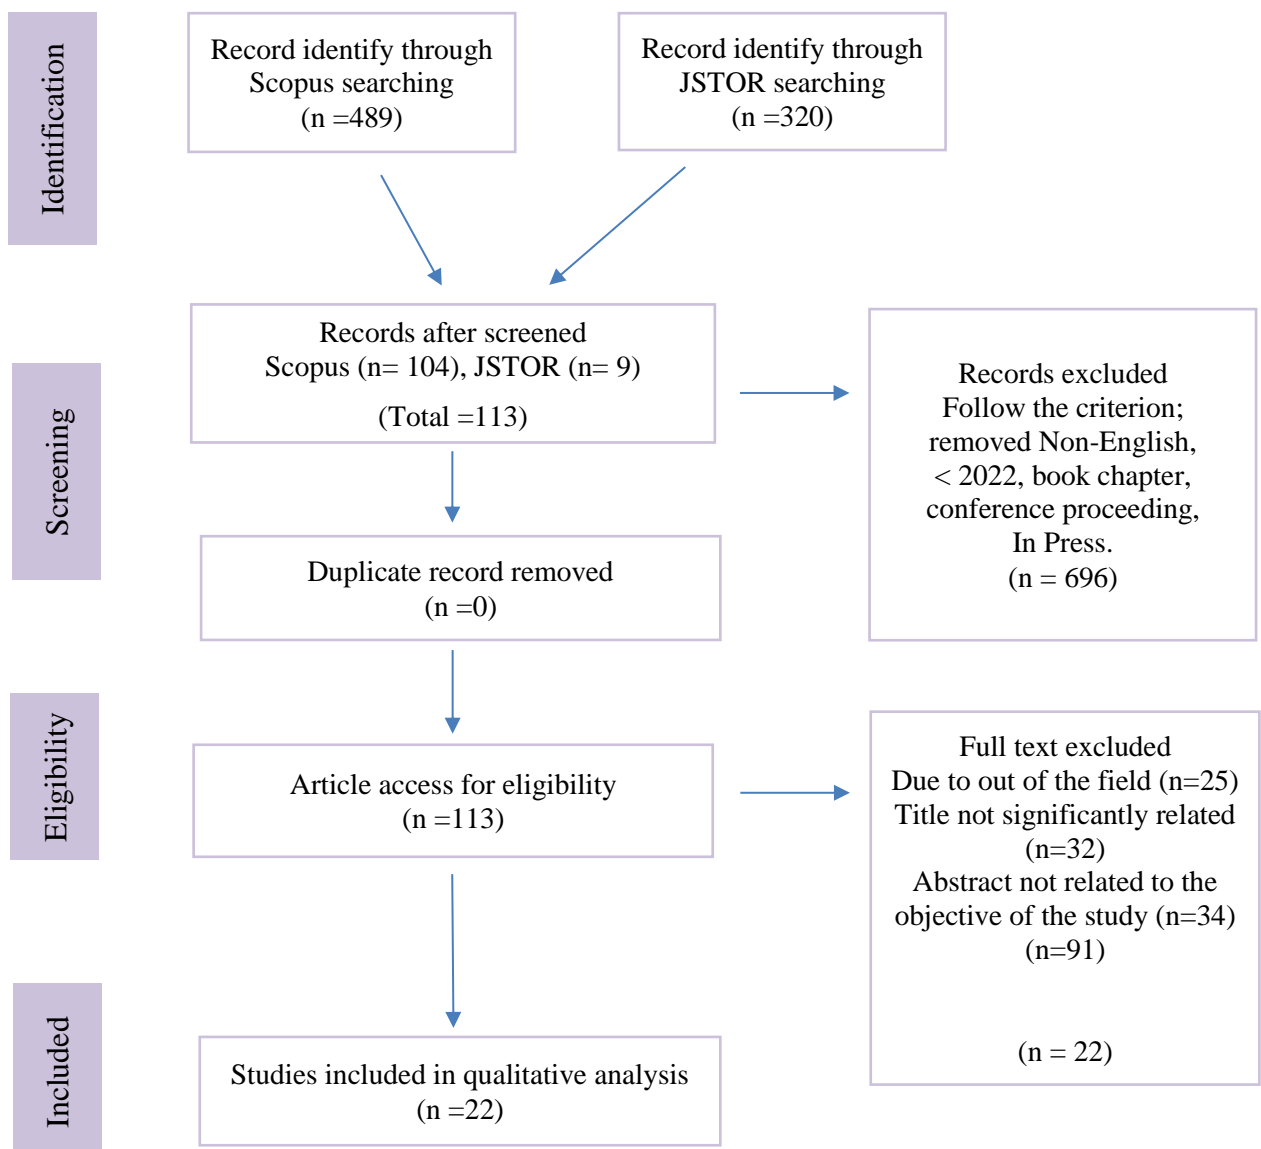 Identification
Record identify through
Scopus searching
(n =489)
Record identify through
JSTOR searching
(n =320)
Screening
Records after screened
Scopus (n= 104), JSTOR (n= 9)
(Total =113)
Records excluded
Follow the criterion;
removed Non-English,
< 2022, book chapter,
conference proceeding,
In Press.
(n = 696)
Duplicate record removed
(n =0)
Eligibility
Article access for eligibility
(n =113)
Full text excluded
Due to out of the field (n=25)
Title not significantly related
(n=32)
Abstract not related to the
objective of the study (n=34)
(n=91)
(n = 22)
Included
Studies included in qualitative analysis
(n =22)